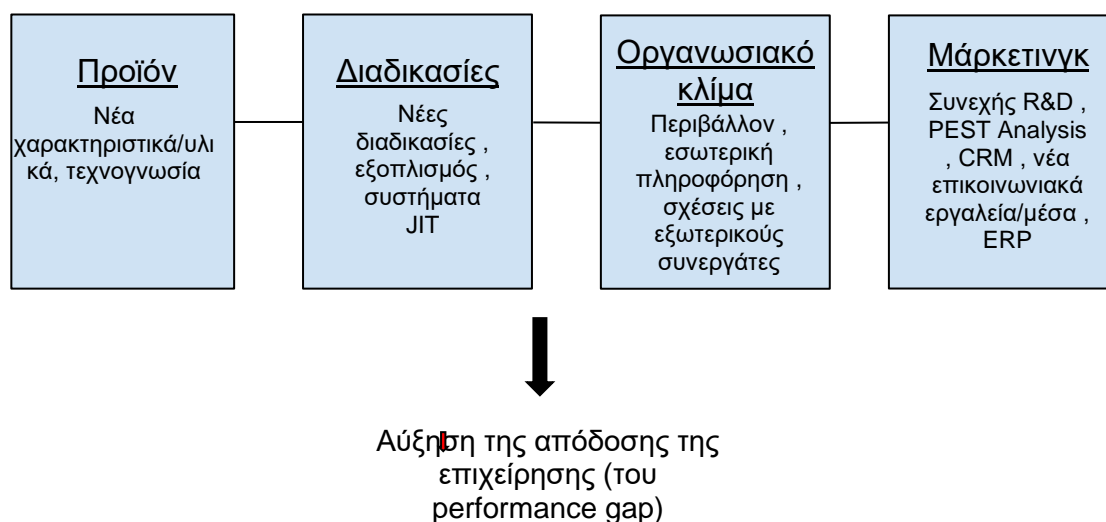 Προϊόν
Νέα
χαρακτηριστικά/υλι
κά, τεχνογνωσία
Διαδικασίες
Νέες
διαδικασίες ,
εξοπλισμός ,
συστήματα
JIT
Οργανωσιακό
κλίμα
Περιβάλλον ,
εσωτερική
πληροφόρηση ,
σχέσεις με
εξωτερικούς
συνεργάτες
Μάρκετινγκ
Συνεχής R&D ,
PEST Analysis
, CRM , νέα
επικοινωνιακά
εργαλεία/μέσα ,
ERP
Αύξηση της απόδοσης της
επιχείρησης (του
performance gap)